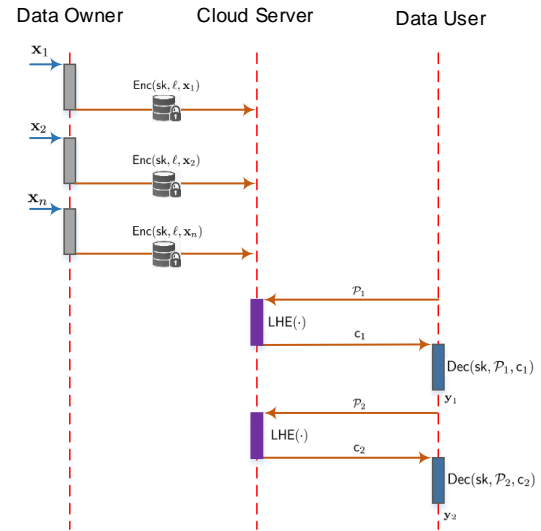 Data Owner Cloud Server Data User
x₁
Enc(sk, ℓ, x₁)
x₂
Enc(sk, ℓ, x₂)
xₙ
Enc(sk, ℓ, xₙ)
𝒫₁
LHE(·)
c₁
Dec(sk, 𝒫₁, c₁)
y₁
𝒫₂
LHE(·)
c₂
Dec(sk, 𝒫₂, c₂)
y₂